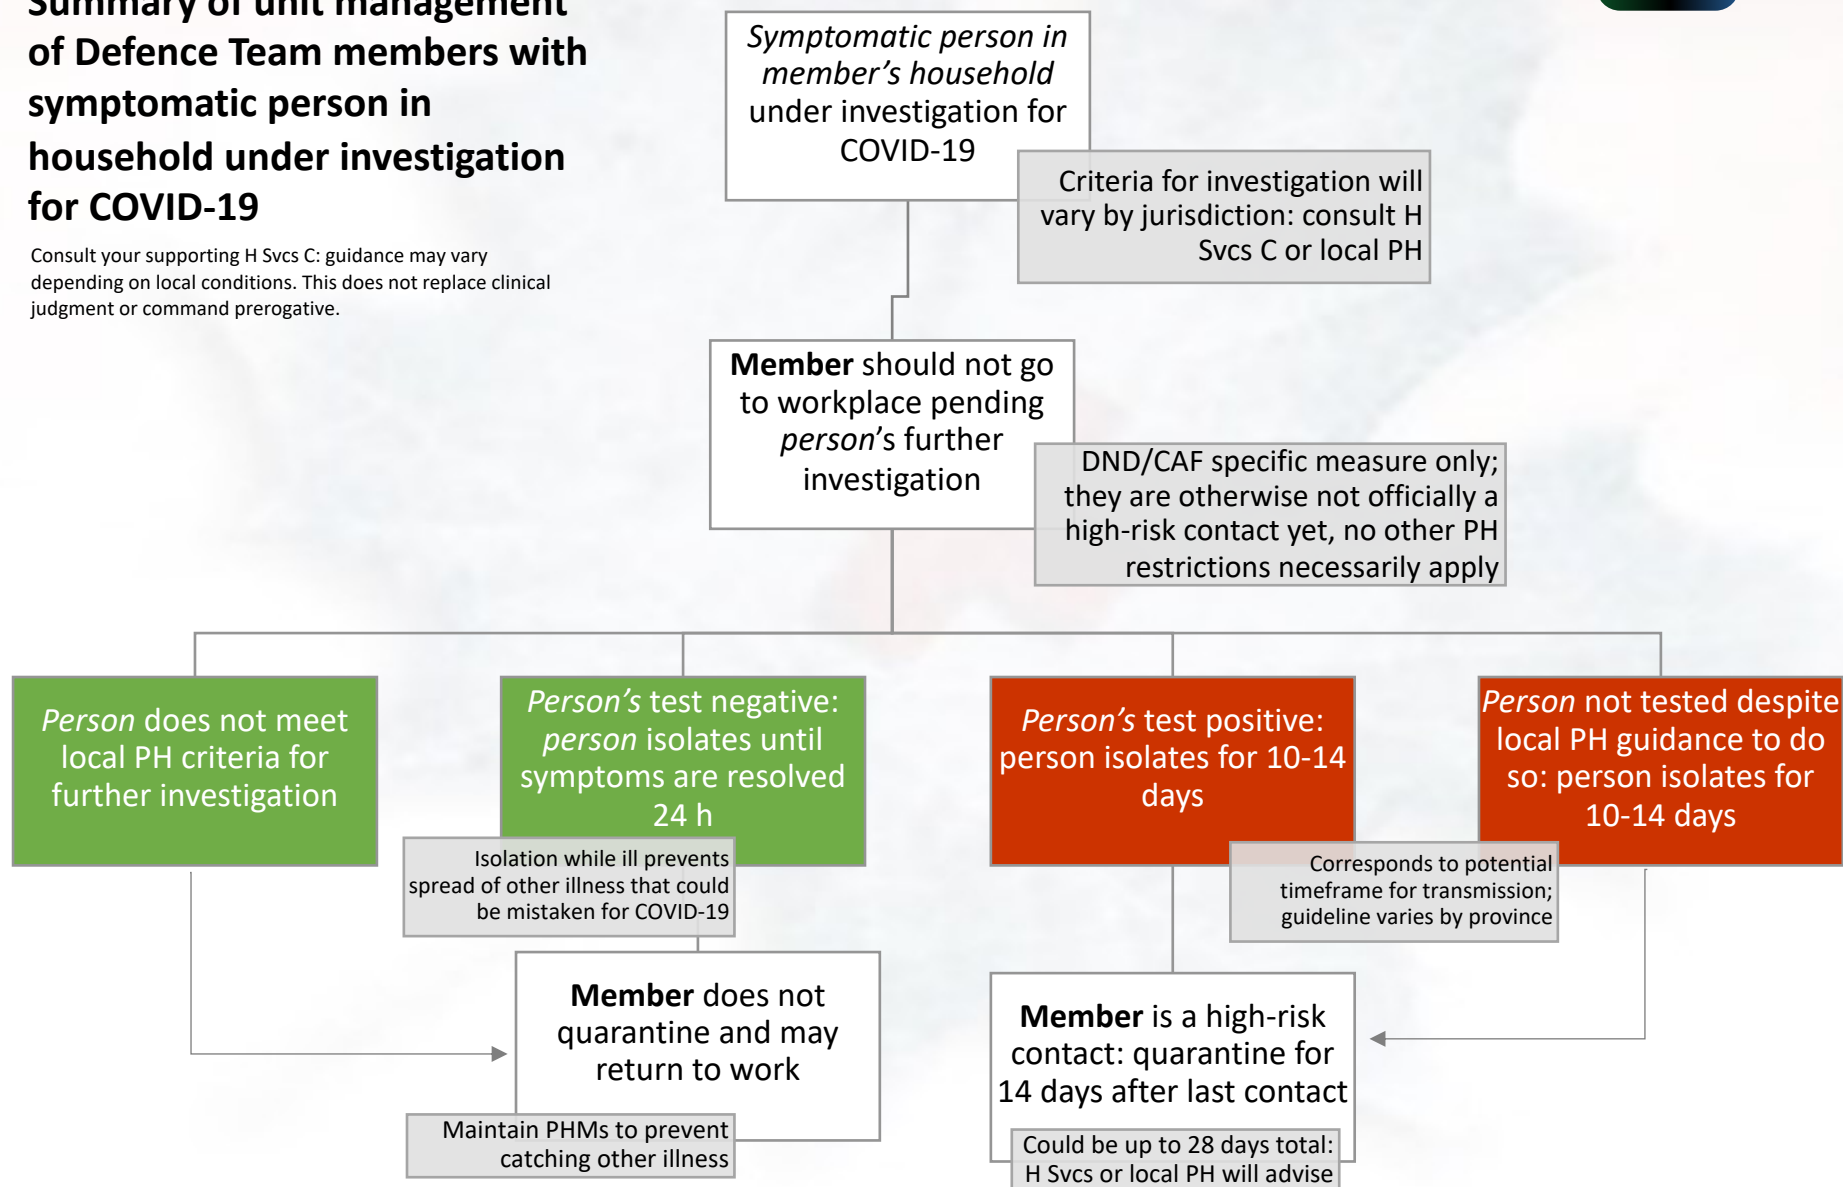 Summary of unit management
of Defence Team members with
symptomatic person in
household under investigation
for COVID-19
Consult your supporting H Svcs C: guidance may vary
depending on local conditions. This does not replace clinical
judgment or command prerogative.
Symptomatic person in
member's household
under investigation for
COVID-19
Criteria for investigation will
vary by jurisdiction: consult H
Svcs C or local PH
Member should not go
to workplace pending
person's further
investigation
DND/CAF specific measure only;
they are otherwise not officially a
high-risk contact yet, no other PH
restrictions necessarily apply
Person does not meet
local PH criteria for
further investigation
Person's test negative:
person isolates until
symptoms are resolved
24 h
Isolation while ill prevents
spread of other illness that could
be mistaken for COVID-19
Person's test positive:
person isolates for 10-14
days
Person not tested despite
local PH guidance to do
so: person isolates for
10-14 days
Corresponds to potential
timeframe for transmission;
guideline varies by province
Member does not
quarantine and may
return to work
Maintain PHMs to prevent
catching other illness
Member is a high-risk
contact: quarantine for
14 days after last contact
Could be up to 28 days total:
H Svcs or local PH will advise